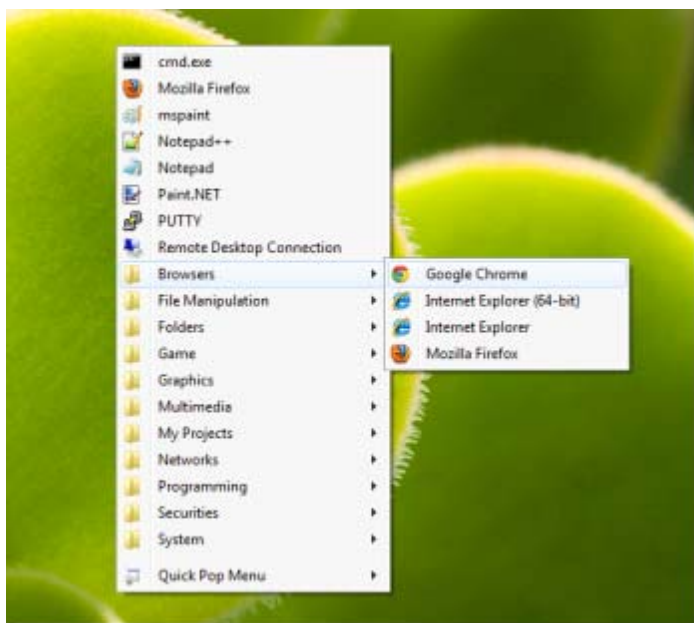 cmd.exe
Mozilla Firefox
mspaint
Notepad++
Notepad
Paint.NET
PUTTY
Remote Desktop Connection
Browsers
File Manipulation
Folders
Game
Graphics
Multimedia
My Projects
Networks
Programming
Securities
System
Quick Pop Menu
Google Chrome
Internet Explorer (64-bit)
Internet Explorer
Mozilla Firefox